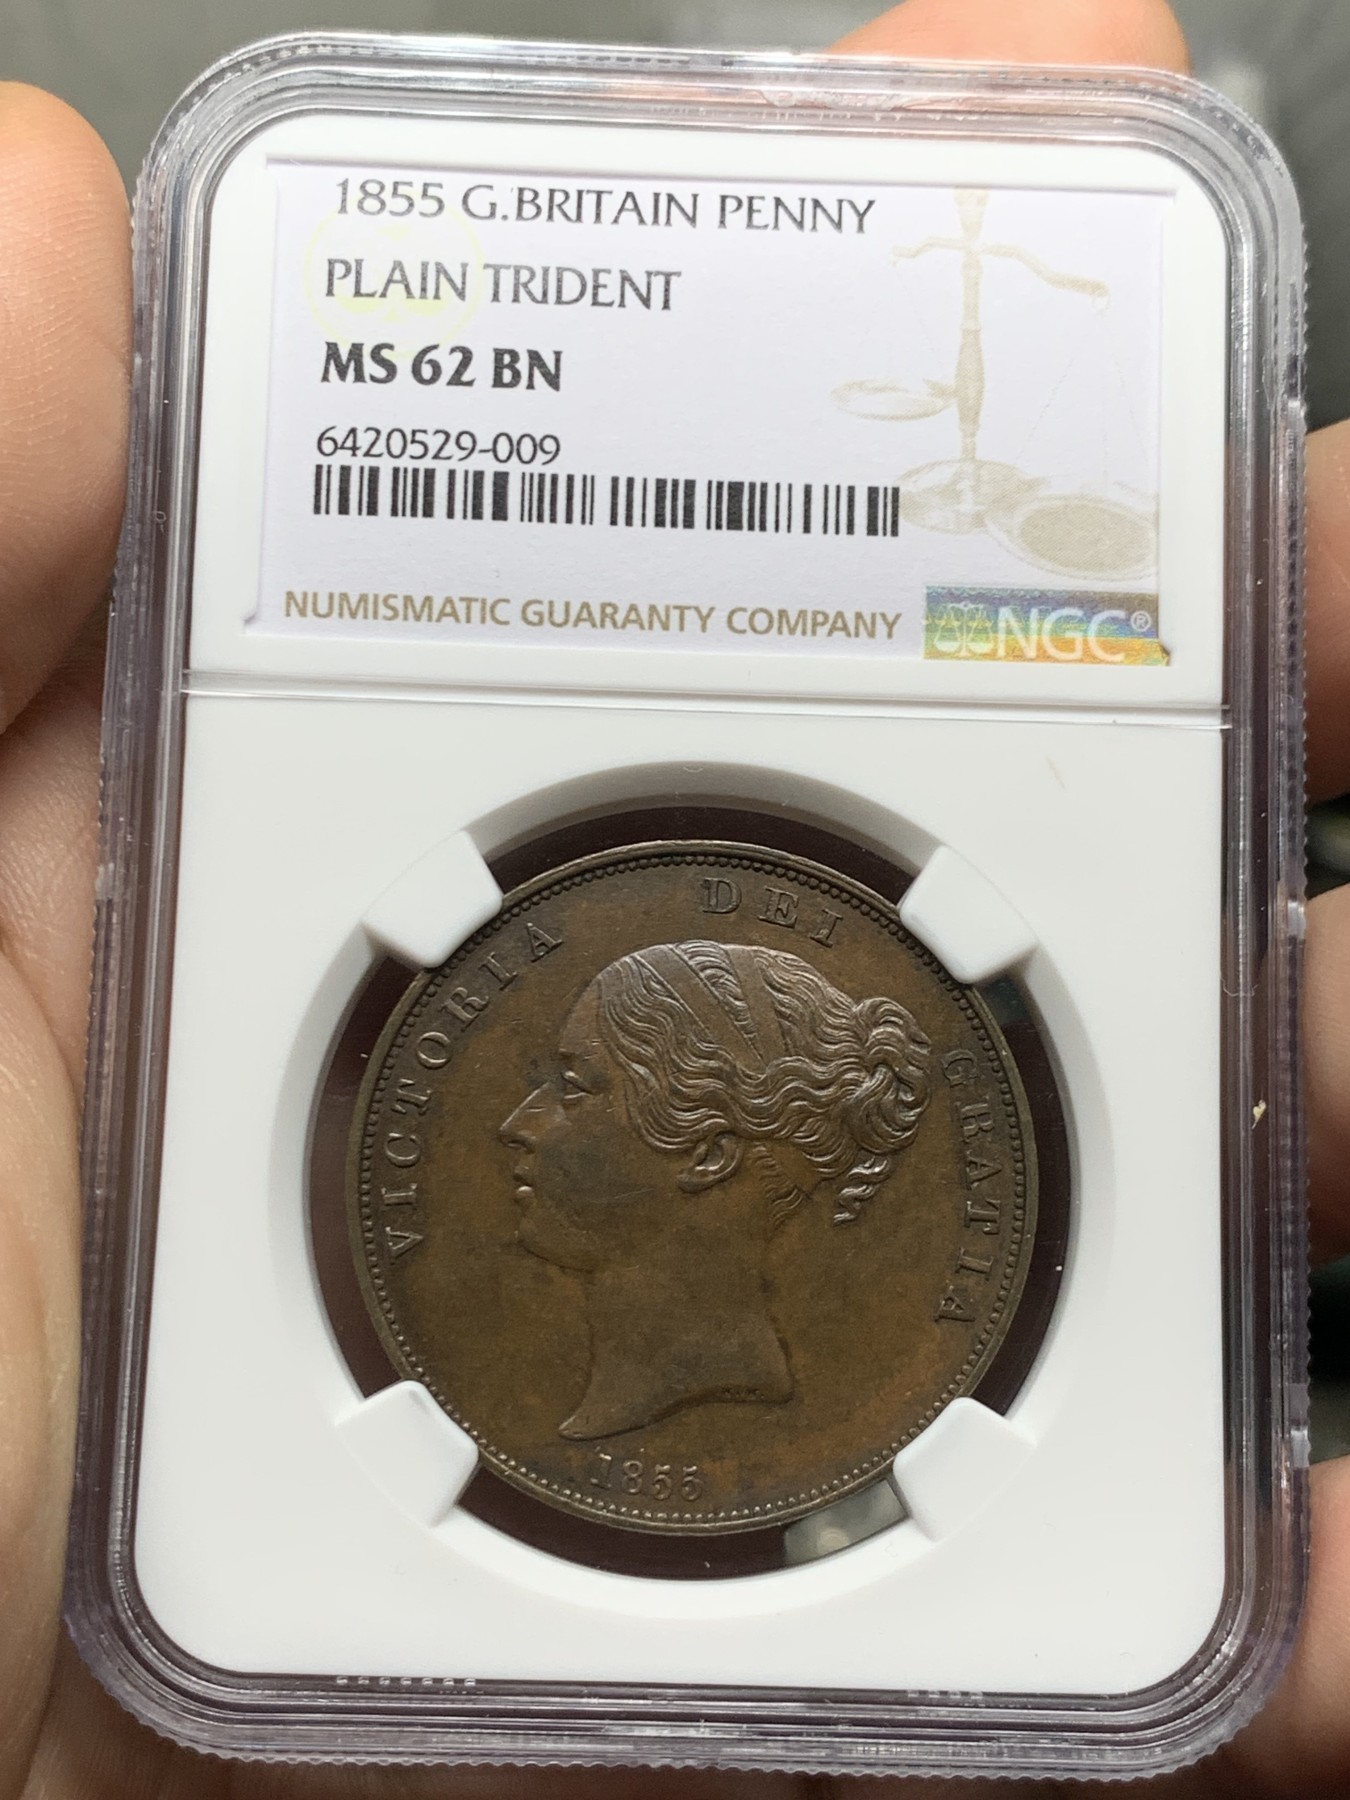 1855 G.BRITAIN PENNY
PLAIN TRIDENT
MS 62 BN
6420529-009
NUMISMATIC GUARANTY COMPANY
NGC®
VICTORIA DEI GRATIA
W.W.
1855